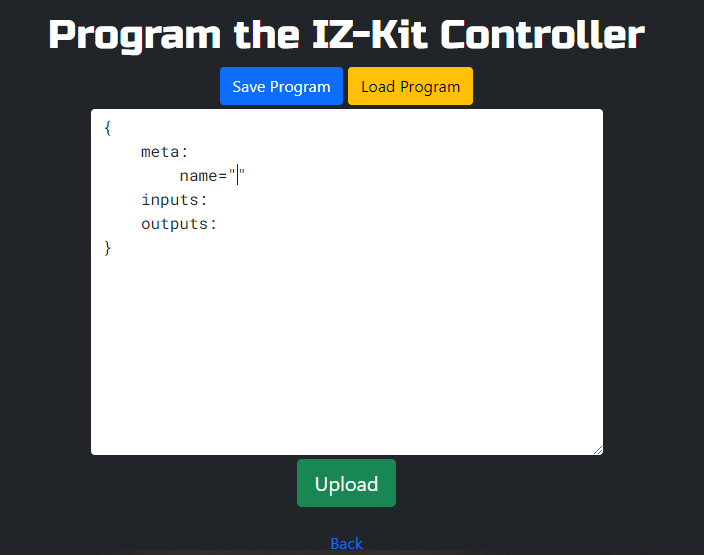 Program the IZ-Kit Controller
Save Program Load Program
{
    meta:
        name=""
    inputs:
    outputs:
}
Upload
Back